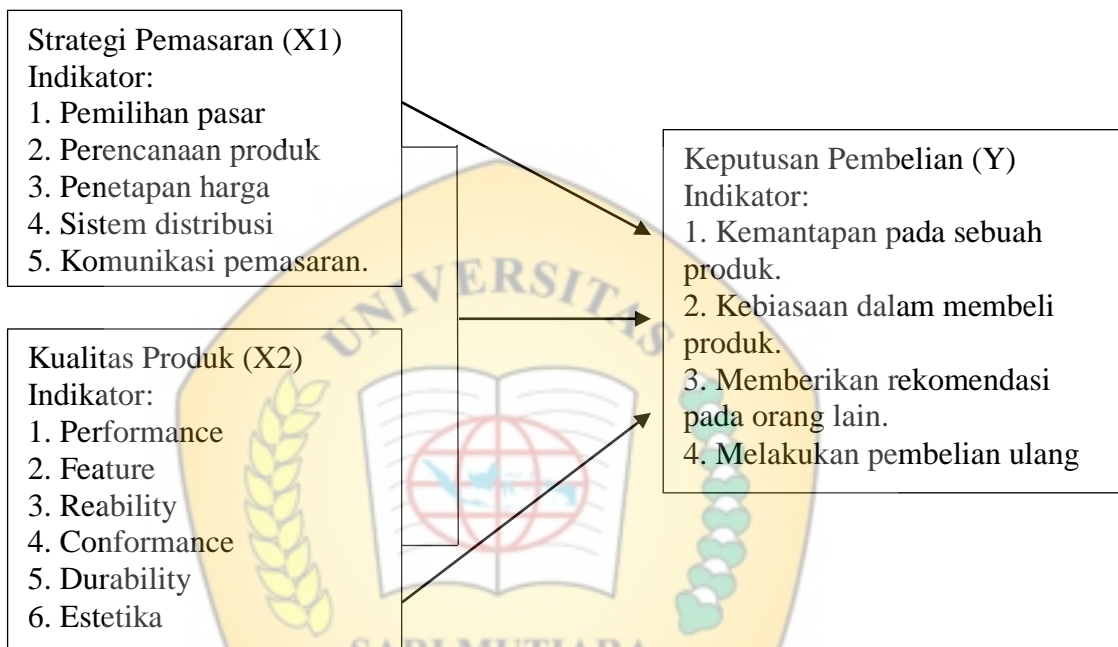 Strategi Pemasaran (X1)
Indikator:
1. Pemilihan pasar
2. Perencanaan produk
3. Penetapan harga
4. Sistem distribusi
5. Komunikasi pemasaran.
Kualitas Produk (X2)
Indikator:
1. Performance
2. Feature
3. Reability
4. Conformance
5. Durability
6. Estetika
Keputusan Pembelian (Y)
Indikator:
1. Kemantapan pada sebuah
produk.
2. Kebiasaan dalam membeli
produk.
3. Memberikan rekomendasi
pada orang lain.
4. Melakukan pembelian ulang
UNIVERSITAS
SARI MUTIARA